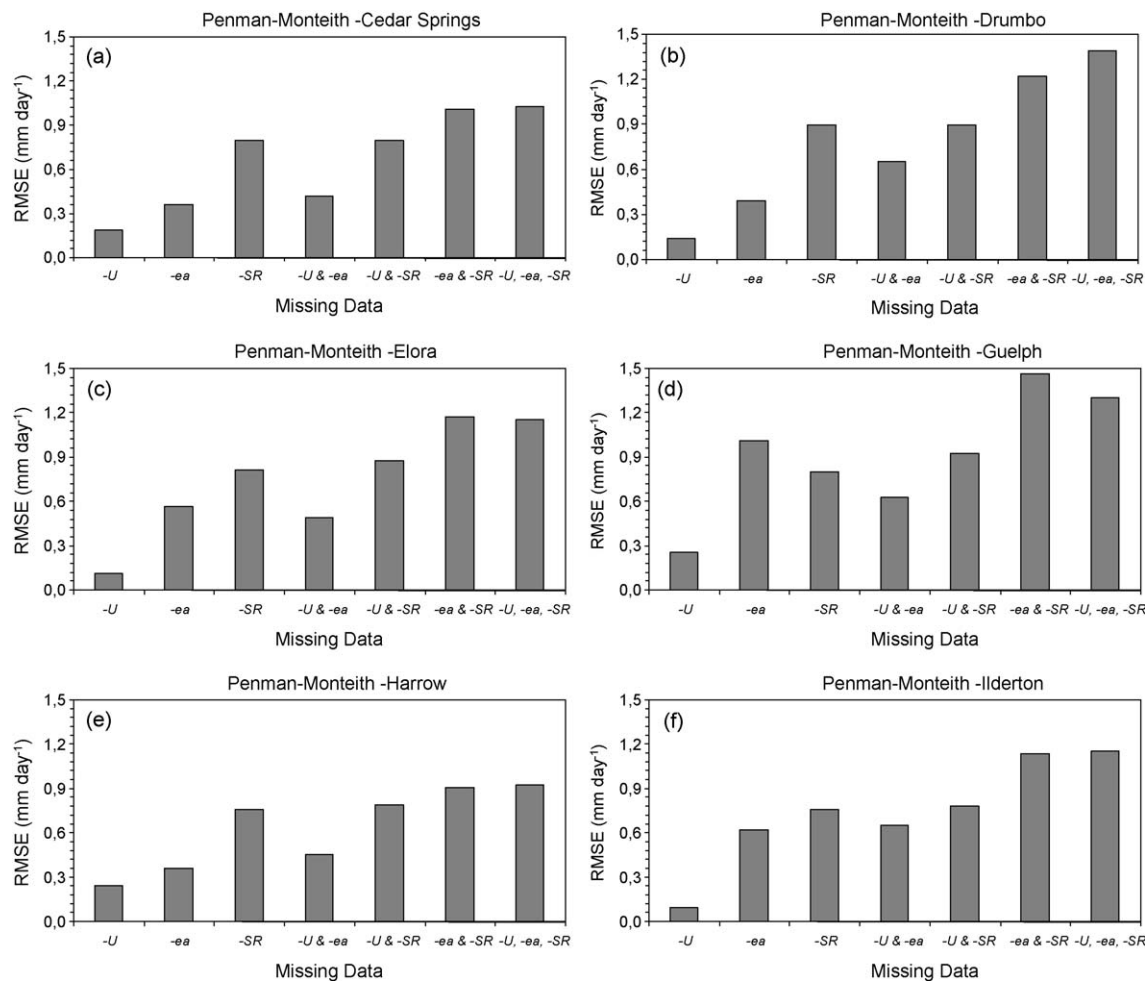 Penman-Monteith -Cedar Springs
(a)
RMSE (mm day-1)
1,5
1,2
0,9
0,6
0,3
0,0
-U -ea -SR -U & -ea -U & -SR -ea & -SR -U, -ea, -SR
Missing Data
Penman-Monteith -Drumbo
(b)
RMSE (mm day-1)
1,5
1,2
0,9
0,6
0,3
0,0
-U -ea -SR -U & -ea -U & -SR -ea & -SR -U, -ea, -SR
Missing Data
Penman-Monteith -Elora
(c)
RMSE (mm day-1)
1,5
1,2
0,9
0,6
0,3
0,0
-U -ea -SR -U & -ea -U & -SR -ea & -SR -U, -ea, -SR
Missing Data
Penman-Monteith -Guelph
(d)
RMSE (mm day-1)
1,5
1,2
0,9
0,6
0,3
0,0
-U -ea -SR -U & -ea -U & -SR -ea & -SR -U, -ea, -SR
Missing Data
Penman-Monteith -Harrow
(e)
RMSE (mm day-1)
1,5
1,2
0,9
0,6
0,3
0,0
-U -ea -SR -U & -ea -U & -SR -ea & -SR -U, -ea, -SR
Missing Data
Penman-Monteith -Ilderton
(f)
RMSE (mm day-1)
1,5
1,2
0,9
0,6
0,3
0,0
-U -ea -SR -U & -ea -U & -SR -ea & -SR -U, -ea, -SR
Missing Data